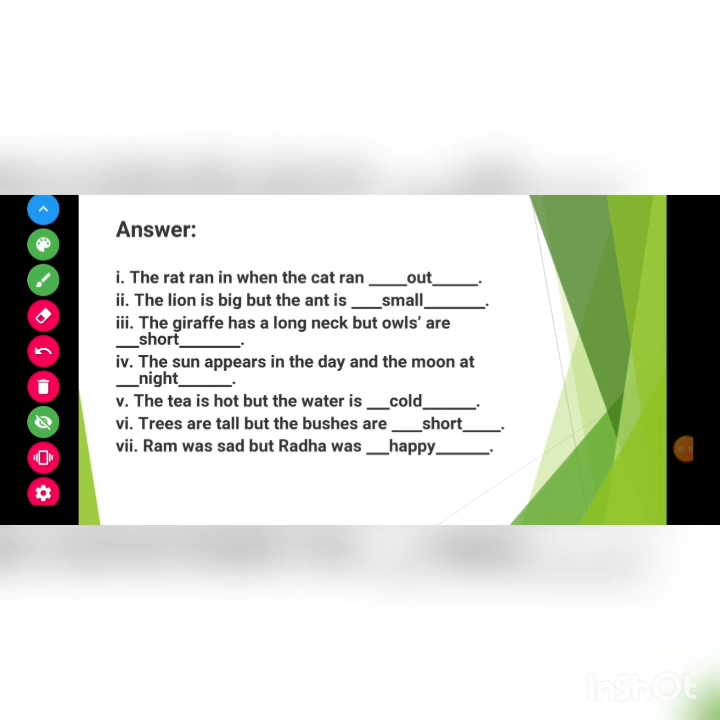 Answer:
i. The rat ran in when the cat ran _____out______.
ii. The lion is big but the ant is ____small________.
iii. The giraffe has a long neck but owls’ are
___short________.
iv. The sun appears in the day and the moon at
___night_______.
v. The tea is hot but the water is ___cold_______.
vi. Trees are tall but the bushes are ____short_____.
vii. Ram was sad but Radha was ___happy_______.
InShOt